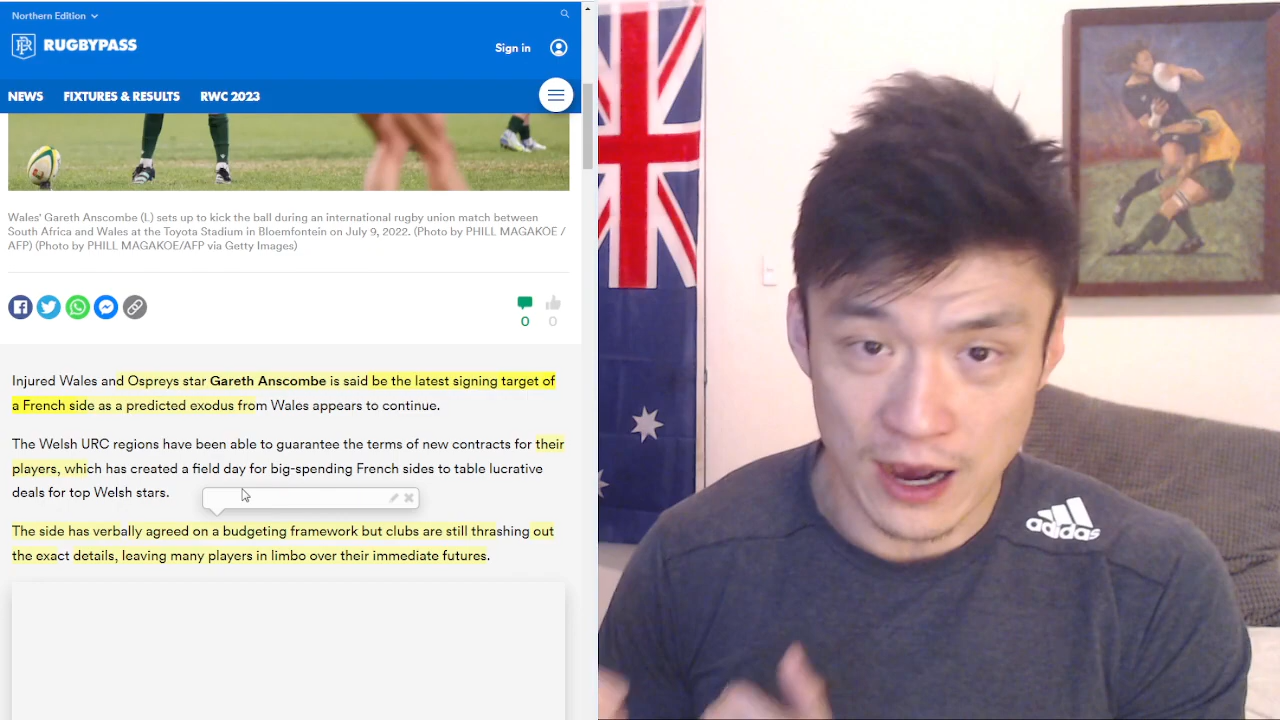 Northern Edition
RUGBYPASS
Sign in
NEWS FIXTURES & RESULTS RWC 2023
Wales' Gareth Anscombe (L) sets up to kick the ball during an international rugby union match between
South Africa and Wales at the Toyota Stadium in Bloemfontein on July 9, 2022. (Photo by PHILL MAGAKOE /
AFP) (Photo by PHILL MAGAKOE/AFP via Getty Images)
0 0
Injured Wales and Ospreys star Gareth Anscombe is said be the latest signing target of
a French side as a predicted exodus from Wales appears to continue.
The Welsh URC regions have been able to guarantee the terms of new contracts for their
players, which has created a field day for big-spending French sides to table lucrative
deals for top Welsh stars.
The side has verbally agreed on a budgeting framework but clubs are still thrashing out
the exact details, leaving many players in limbo over their immediate futures.
adidas